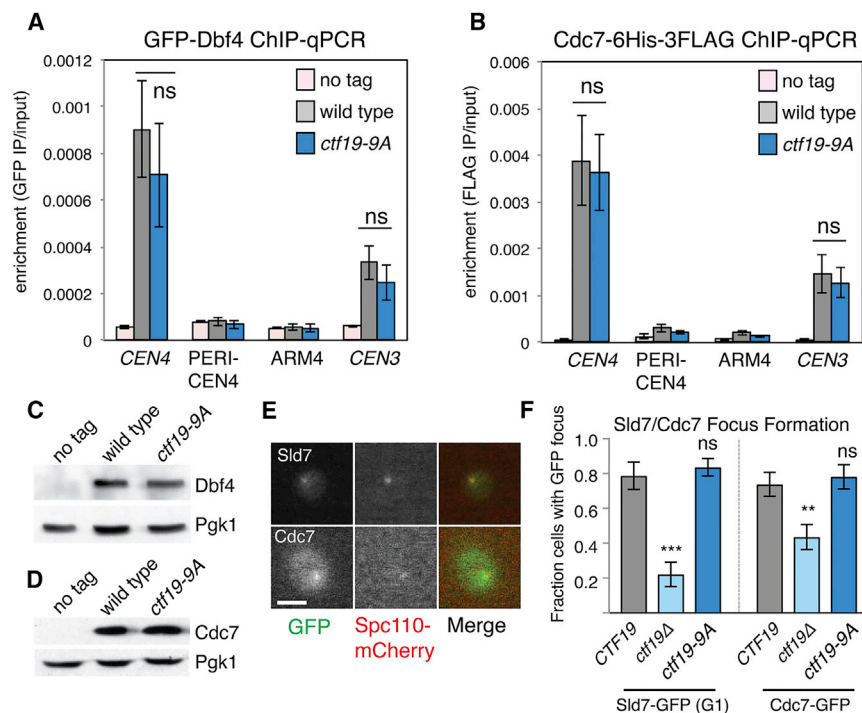 A
GFP-Dbf4 ChIP-qPCR
enrichment (GFP IP/input)
0.0012
0.001
0.0008
0.0006
0.0004
0.0002
0
ns
no tag
wild type
ctf19-9A
ns
CEN4
PERI-
CEN4
ARM4
CEN3
B
Cdc7-6His-3FLAG ChIP-qPCR
enrichment (FLAG IP/input)
0.006
0.005
0.004
0.003
0.002
0.001
0
ns
no tag
wild type
ctf19-9A
ns
CEN4
PERI-
CEN4
ARM4
CEN3
C
no tag
wild type
ctf19-9A
Dbf4
Pgk1
D
no tag
wild type
ctf19-9A
Cdc7
Pgk1
E
Sld7
Cdc7
GFP
Spc110-
mCherry
Merge
F
Sld7/Cdc7 Focus Formation
Fraction cells with GFP focus
1.0
0.8
0.6
0.4
0.2
***
ns
**
ns
CTF19
ctf19Δ
ctf19-9A
CTF19
ctf19Δ
ctf19-9A
Sld7-GFP (G1)
Cdc7-GFP